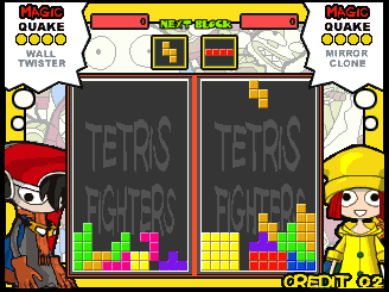 MAGIC
QUAKE
WALL
TWISTER
0
NEXT BLOCK
0
MAGIC
QUAKE
MIRROR
CLONE
TETRIS
FIGHTERS
TETRIS
FIGHTERS
CREDIT 02